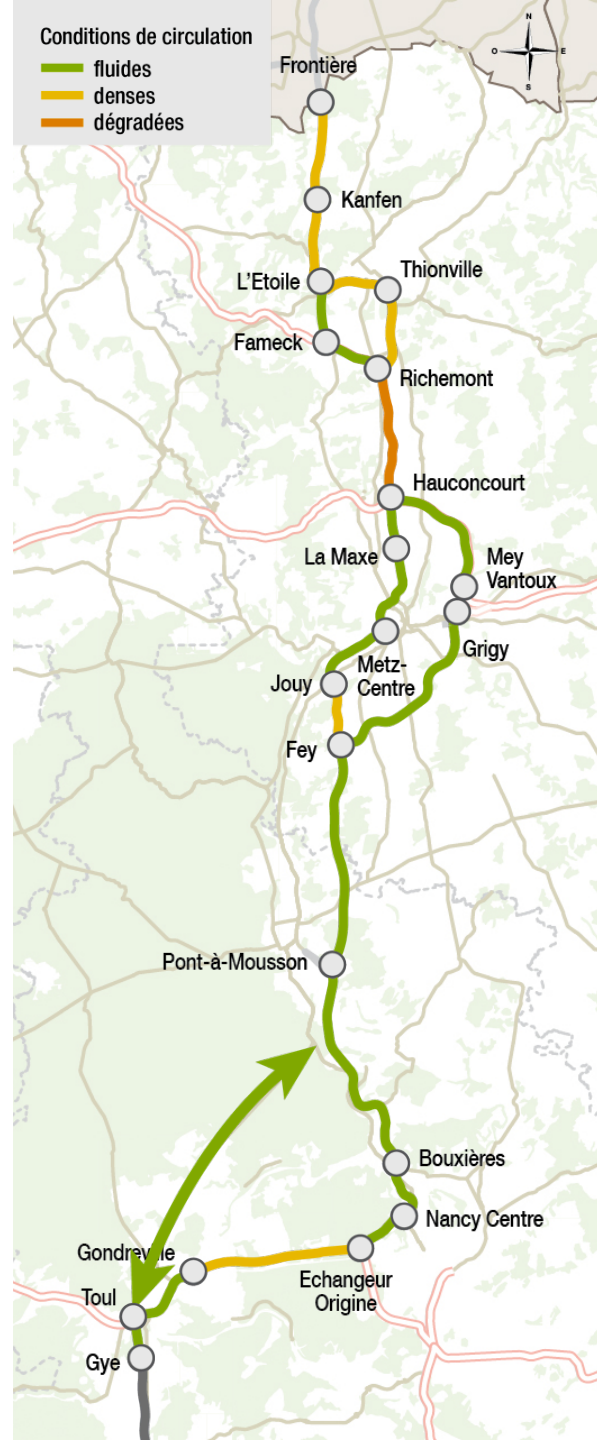 Conditions de circulation
fluides
denses
dégradées
N
O
E
S
Frontière
Kanfen
L'Etoile
Thionville
Fameck
Richemont
Hauconcourt
La Maxe
Mey
Vantoux
Grigy
Metz-
Centre
Jouy
Fey
Pont-à-Mousson
Bouxières
Nancy Centre
Gondreville
Echangeur
Origine
Toul
Gye